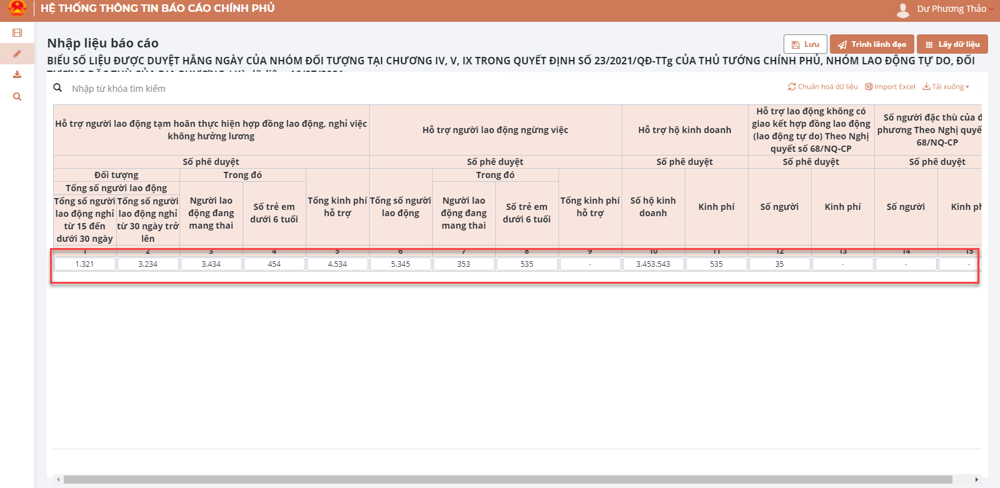 HỆ THỐNG THÔNG TIN BÁO CÁO CHÍNH PHỦ
Dư Phương Thảo
Nhập liệu báo cáo
Lưu
Trình lãnh đạo
Lấy dữ liệu
BIỂU SỐ LIỆU ĐƯỢC DUYỆT HẰNG NGÀY CỦA NHÓM ĐỐI TƯỢNG TẠI CHƯƠNG IV, V, IX TRONG QUYẾT ĐỊNH SỐ 23/2021/QĐ-TTg CỦA THỦ TƯỚNG CHÍNH PHỦ, NHÓM LAO ĐỘNG TỰ DO, ĐỐI
TƯỢNG ĐẶC THÙ CỦA ĐỊA PHƯƠNG / Kỳ dữ liệu 16/07/2021
Nhập từ khóa tìm kiếm
Chuẩn hoá dữ liệu
Import Excel
Tải xuống
Hỗ trợ người lao động tạm hoãn thực hiện hợp đồng lao động, nghỉ việc
không hưởng lương
Hỗ trợ người lao động ngừng việc
Hỗ trợ hộ kinh doanh
Hỗ trợ lao động không có
giao kết hợp đồng lao động
(lao động tự do) Theo Nghị
quyết số 68/NQ-CP
Số người đặc thù của đ
phương Theo Nghị quyế
68/NQ-CP
Số phê duyệt
Số phê duyệt
Số phê duyệt
Số phê duyệt
Số phê duyệt
Đối tượng
Trong đó
Trong đó
Tổng số người lao động
Tổng số người
lao động nghỉ
từ 15 đến
dưới 30 ngày
Tổng số người
lao động nghỉ
từ 30 ngày trở
lên
Người lao
động đang
mang thai
Số trẻ em
dưới 6 tuổi
Tổng kinh phí
hỗ trợ
Tổng số người
lao động
Người lao
động đang
mang thai
Số trẻ em
dưới 6 tuổi
Tổng kinh phí
hỗ trợ
Số hộ kinh
doanh
Kinh phí
Số người
Kinh phí
Số người
Kinh ph
1 2 3 4 5 6 7 8 9 10 11 12 13 14 15
1.321 3.234 3.434 454 4.534 5.345 353 535 - 3.453.543 535 35 - - -